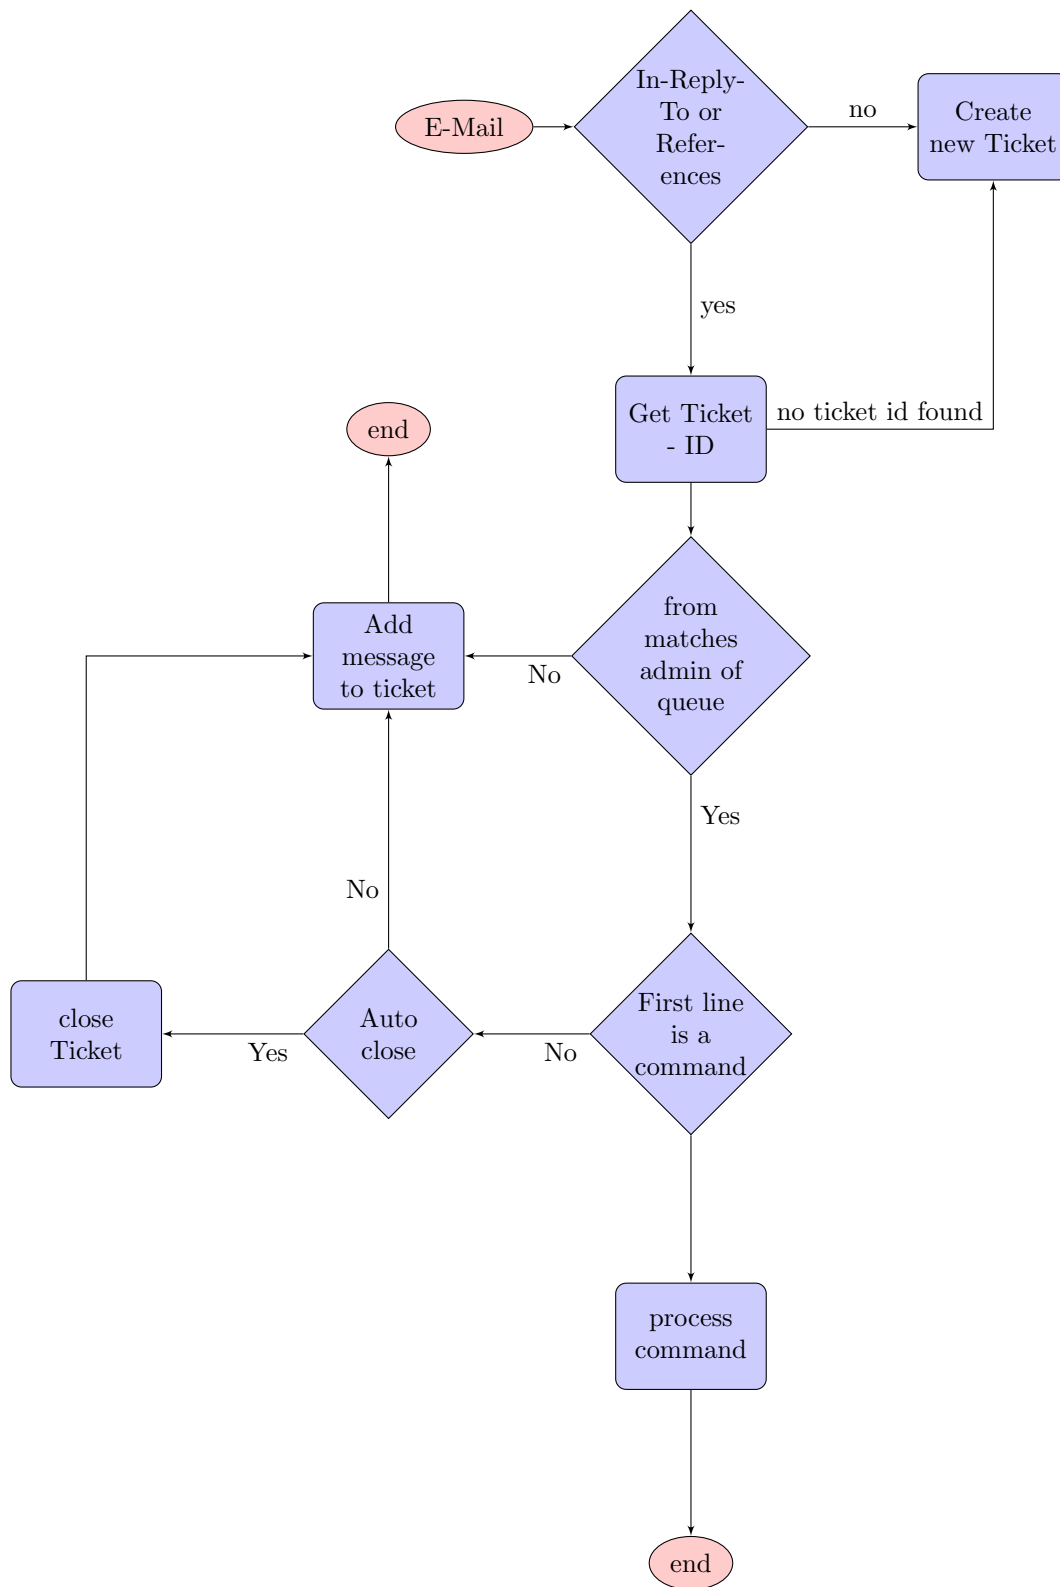 In-Reply-
To or
Refer-
ences
E-Mail
no
Create
new Ticket
yes
Get Ticket
- ID
no ticket id found
end
from
matches
admin of
queue
Add
message
to ticket
No
Yes
No
First line
is a
command
Auto
close
close
Ticket
Yes
No
process
command
end